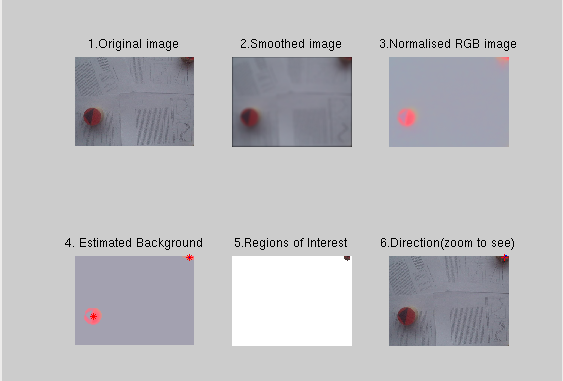 1.Original image
2.Smoothed image
3.Normalised RGB image
4. Estimated Background
5.Regions of Interest
6.Direction(zoom to see)